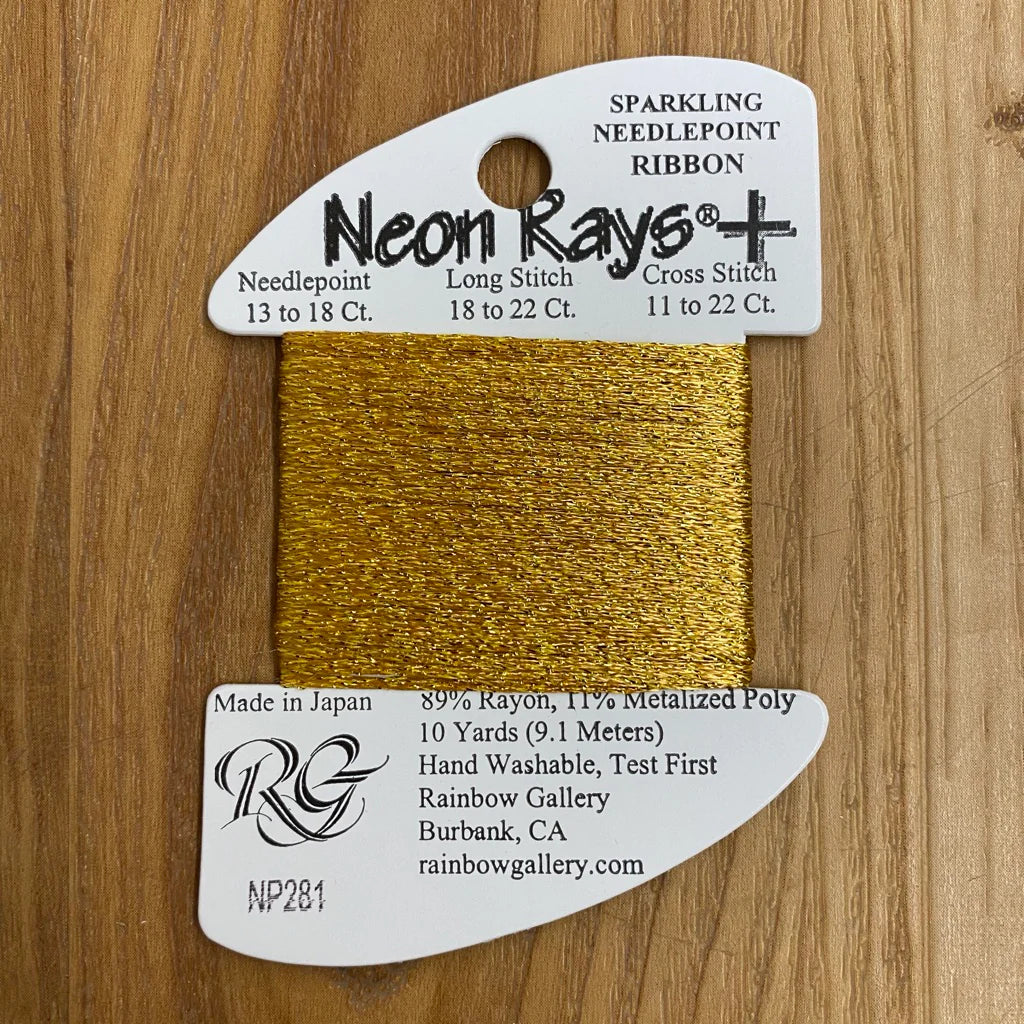 SPARKLING
NEEDLEPOINT
RIBBON
Neon Rays®+
Needlepoint Long Stitch Cross Stitch
13 to 18 Ct. 18 to 22 Ct. 11 to 22 Ct.
Made in Japan 89% Rayon, 11% Metalized Poly
10 Yards (9.1 Meters)
Hand Washable, Test First
Rainbow Gallery
Burbank, CA
rainbowgallery.com
RG
NP281